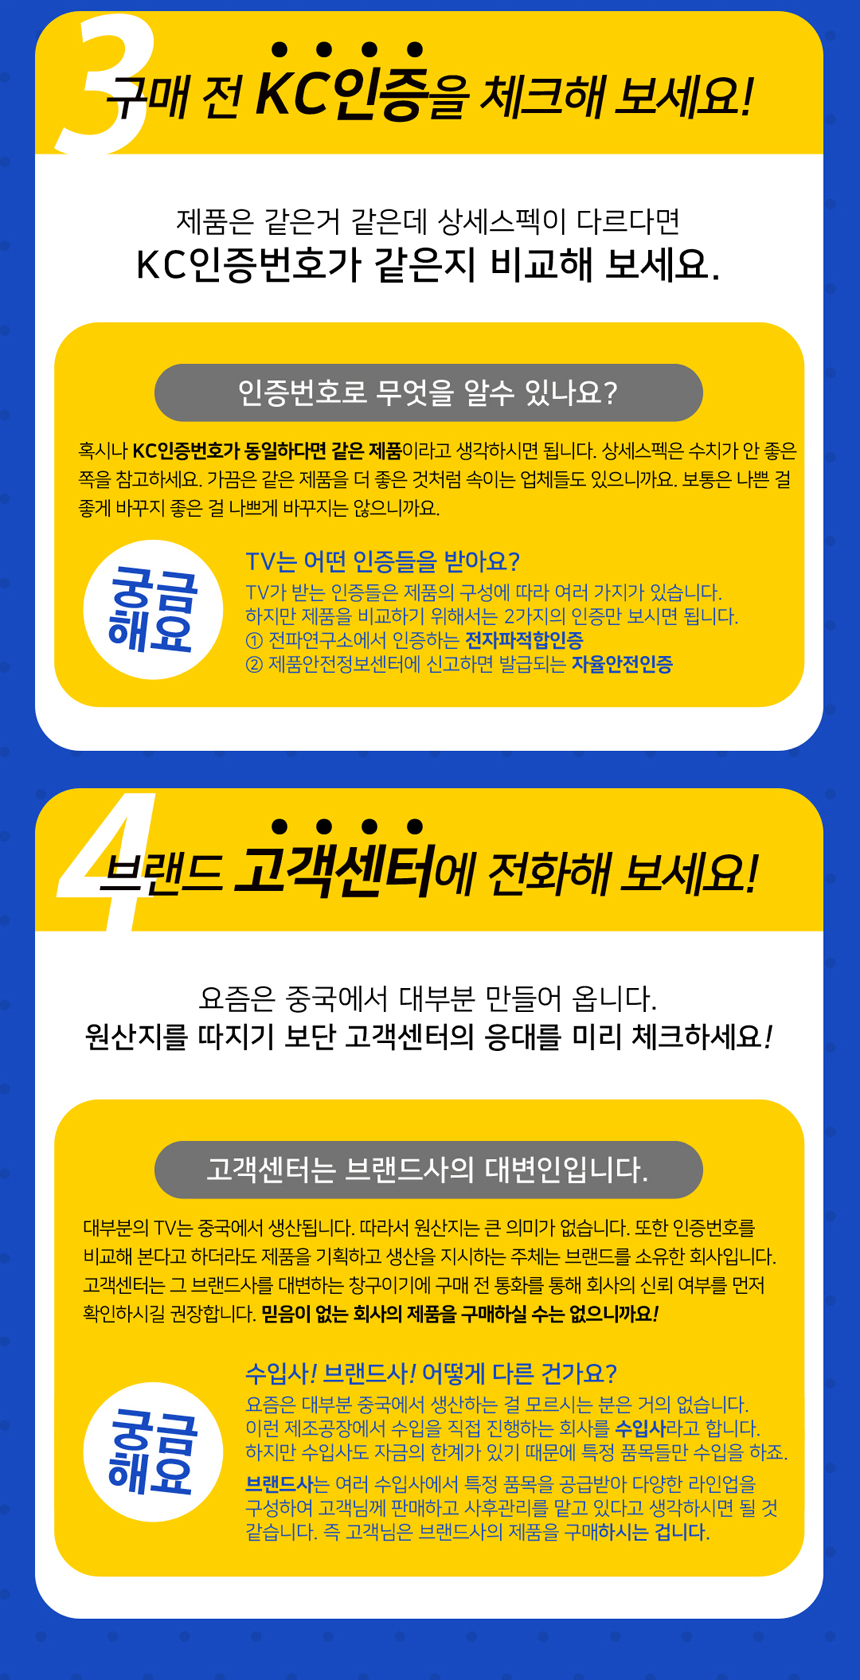 3
구매 전 KC인증을 체크해 보세요!
제품은 같은거 같은데 상세스펙이 다르다면
KC인증번호가 같은지 비교해 보세요.
인증번호로 무엇을 알수 있나요?
혹시나 KC인증번호가 동일하다면 같은 제품이라고 생각하시면 됩니다. 상세스펙은 수치가 안 좋은
쪽을 참고하세요. 가끔은 같은 제품을 더 좋은 것처럼 속이는 업체들도 있으니까요. 보통은 나쁜 걸
좋게 바꾸지 좋은 걸 나쁘게 바꾸지는 않으니까요.
궁금
해요
TV는 어떤 인증들을 받아요?
TV가 받는 인증들은 제품의 구성에 따라 여러 가지가 있습니다.
하지만 제품을 비교하기 위해서는 2가지의 인증만 보시면 됩니다.
① 전파연구소에서 인증하는 전자파적합인증
② 제품안전정보센터에 신고하면 발급되는 자율안전인증
4
브랜드 고객센터에 전화해 보세요!
요즘은 중국에서 대부분 만들어 옵니다.
원산지를 따지기 보단 고객센터의 응대를 미리 체크하세요!
고객센터는 브랜드사의 대변인입니다.
대부분의 TV는 중국에서 생산됩니다. 따라서 원산지는 큰 의미가 없습니다. 또한 인증번호를
비교해 본다고 하더라도 제품을 기획하고 생산을 지시하는 주체는 브랜드를 소유한 회사입니다.
고객센터는 그 브랜드사를 대변하는 창구이기에 구매 전 통화를 통해 회사의 신뢰 여부를 먼저
확인하시길 권장합니다. 믿음이 없는 회사의 제품을 구매하실 수는 없으니까요!
궁금
해요
수입사! 브랜드사! 어떻게 다른 건가요?
요즘은 대부분 중국에서 생산하는 걸 모르시는 분은 거의 없습니다.
이런 제조공장에서 수입을 직접 진행하는 회사를 수입사라고 합니다.
하지만 수입사도 자금의 한계가 있기 때문에 특정 품목들만 수입을 하죠.
브랜드사는 여러 수입사에서 특정 품목을 공급받아 다양한 라인업을
구성하여 고객님께 판매하고 사후관리를 맡고 있다고 생각하시면 될 것
같습니다. 즉 고객님은 브랜드사의 제품을 구매하시는 겁니다.